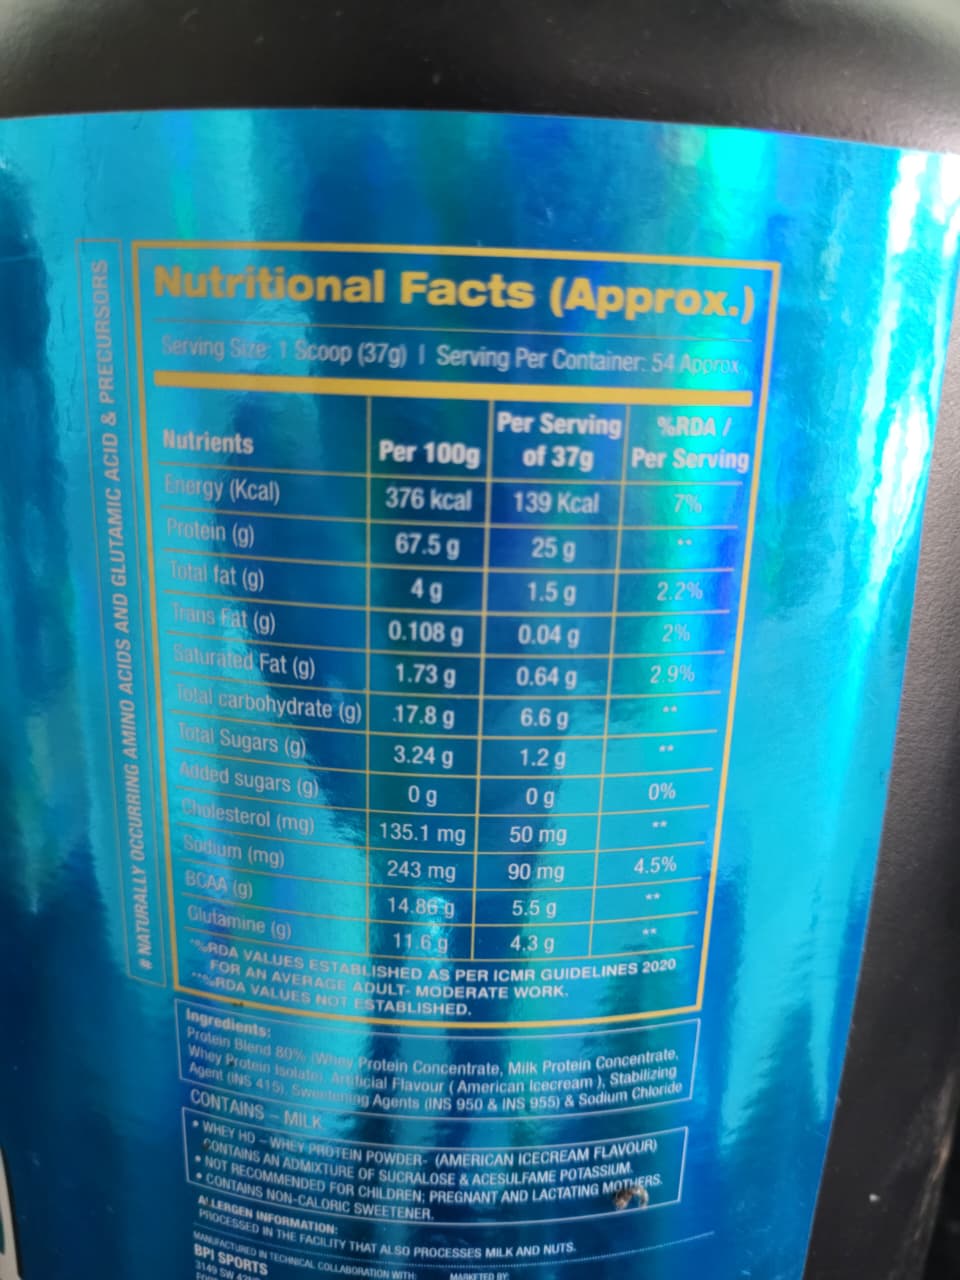 # NATURALLY OCCURRING AMINO ACIDS AND GLUTAMIC ACID & PRECURSORS
Nutritional Facts (Approx.)
Serving Size: 1 Scoop (37g) | Serving Per Container: 54 Approx
Nutrients Per 100g Per Serving of 37g %RDA / Per Serving
Energy (Kcal) 376 kcal 139 Kcal 7%
Protein (g) 67.5 g 25 g **
Total fat (g) 4 g 1.5 g 2.2%
Trans Fat (g) 0.108 g 0.04 g 2%
Saturated Fat (g) 1.73 g 0.64 g 2.9%
Total carbohydrate (g) 17.8 g 6.6 g **
Total Sugars (g) 3.24 g 1.2 g **
Added sugars (g) 0 g 0 g 0%
Cholesterol (mg) 135.1 mg 50 mg **
Sodium (mg) 243 mg 90 mg 4.5%
BCAA (g) 14.86 g 5.5 g **
Glutamine (g) 11.6 g 4.3 g **
*%RDA VALUES ESTABLISHED AS PER ICMR GUIDELINES 2020
FOR AN AVERAGE ADULT- MODERATE WORK.
**%RDA VALUES NOT ESTABLISHED.
Ingredients:
Protein Blend 80% (Whey Protein Concentrate, Milk Protein Concentrate,
Whey Protein Isolate), Artificial Flavour ( American Icecream ), Stabilizing
Agent (INS 415), Sweetening Agents (INS 950 & INS 955) & Sodium Chloride
CONTAINS - MILK
• WHEY HD - WHEY PROTEIN POWDER- (AMERICAN ICECREAM FLAVOUR)
CONTAINS AN ADMIXTURE OF SUCRALOSE & ACESULFAME POTASSIUM.
• NOT RECOMMENDED FOR CHILDREN; PREGNANT AND LACTATING MOTHERS.
• CONTAINS NON-CALORIC SWEETENER.
ALLERGEN INFORMATION:
PROCESSED IN THE FACILITY THAT ALSO PROCESSES MILK AND NUTS.
MANUFACTURED IN TECHNICAL COLLABORATION WITH: MARKETED BY:
BPI SPORTS
3149 SW